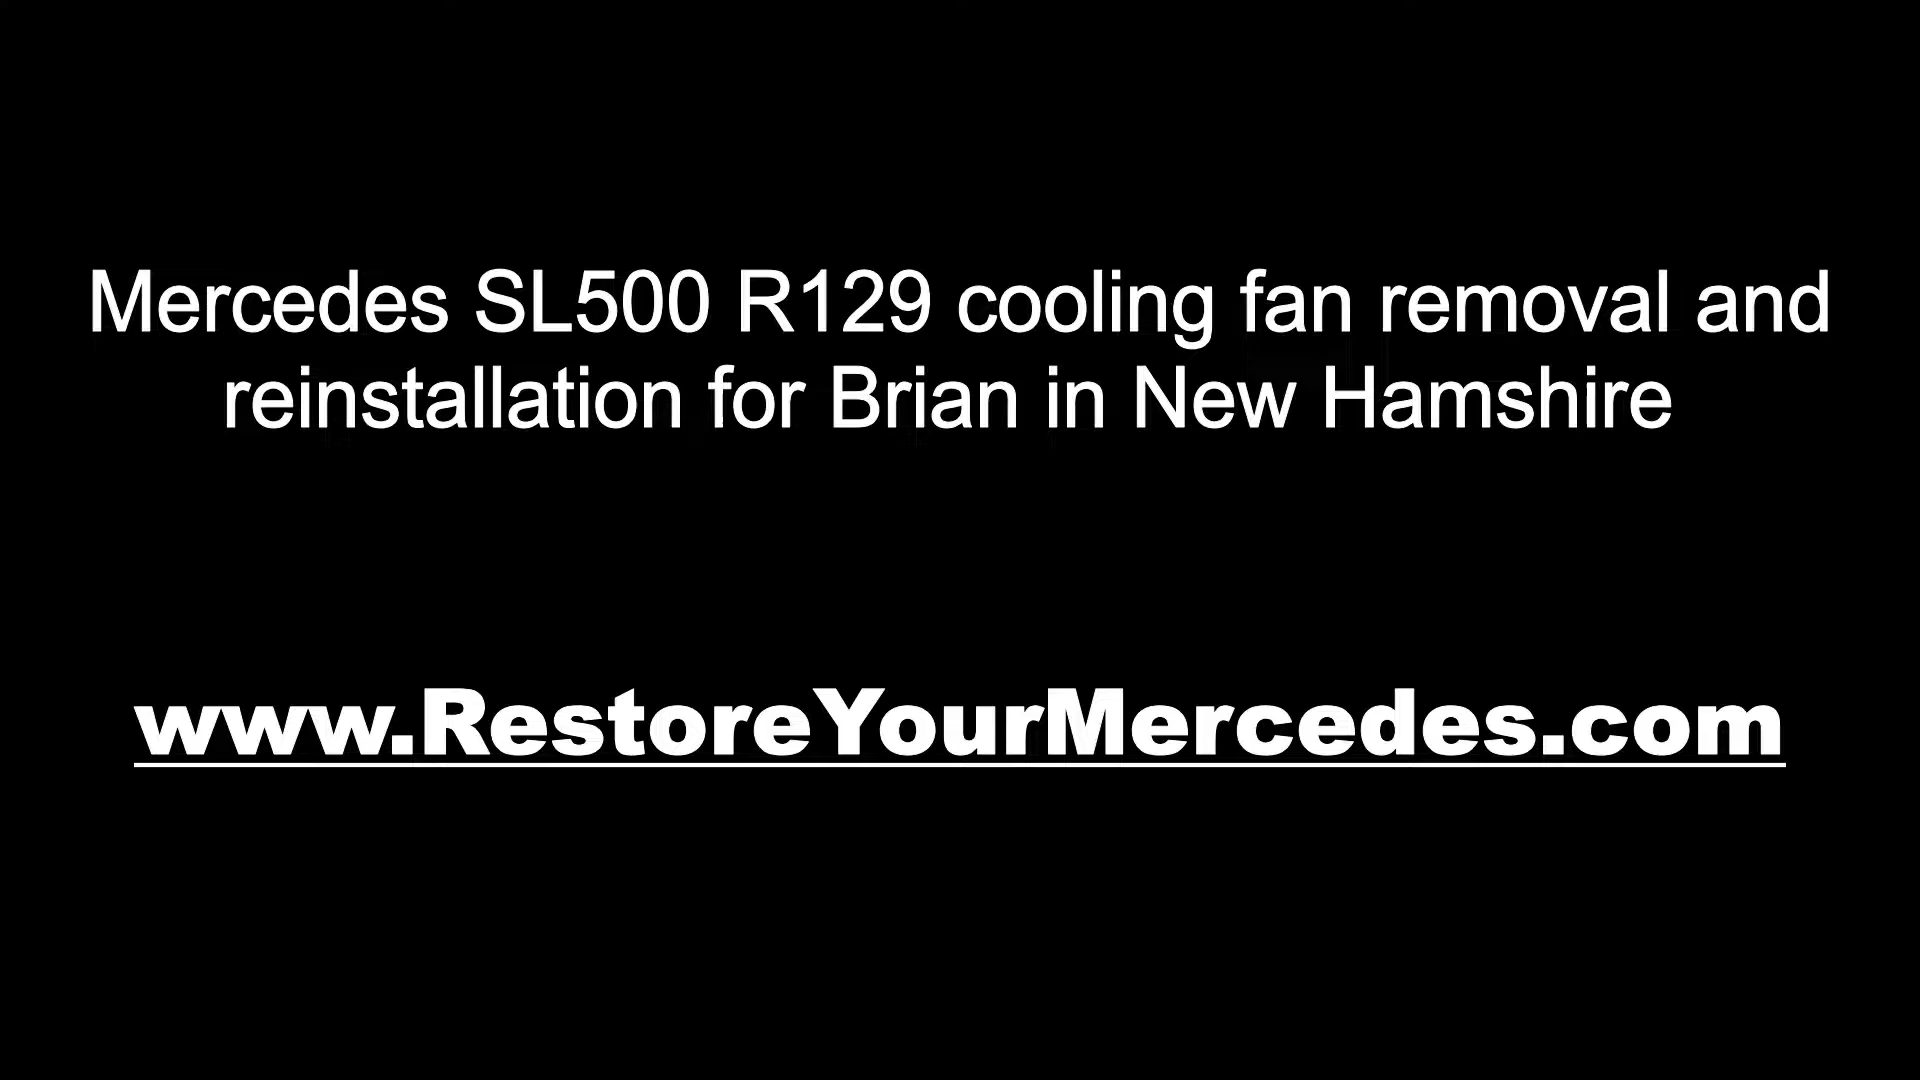 Mercedes SL500 R129 cooling fan removal and
reinstallation for Brian in New Hamshire
www.RestoreYourMercedes.com